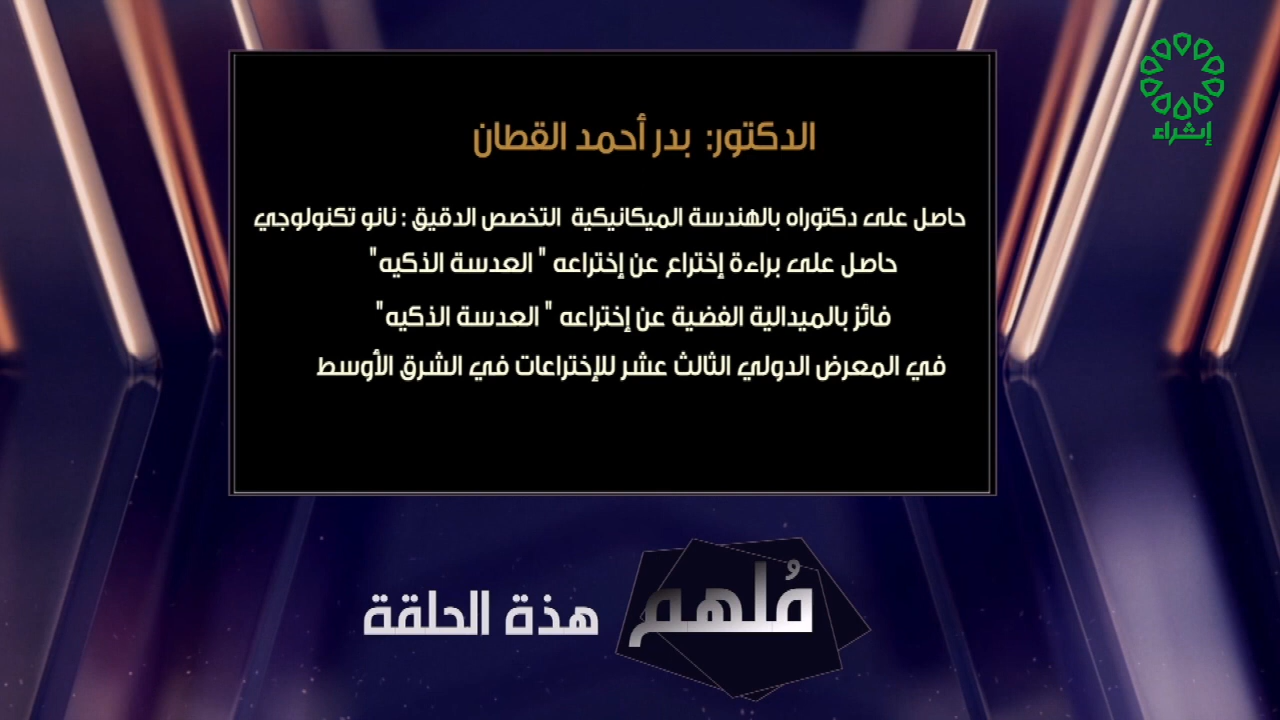 إشراء
الدكتور: بدر أحمد القطان
حاصل على دكتوراه بالهندسة الميكانيكية التخصص الدقيق : نانو تكنولوجي
حاصل على براءة إختراع عن إختراعه " العدسة الذكيه"
فائز بالميدالية الفضية عن إختراعه " العدسة الذكيه"
في المعرض الدولي الثالث عشر للإختراعات في الشرق الأوسط
مُلهم هذة الحلقة